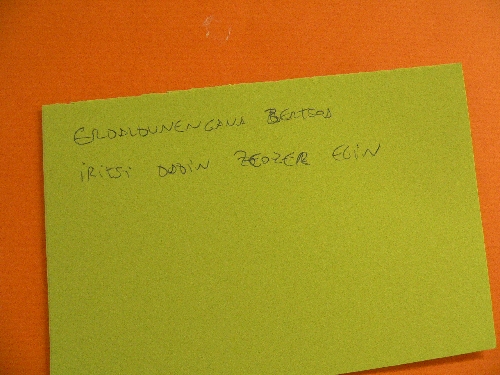 ERDALDUNENGANA BERTSOA
IRITSI DADIN ZEOZER EGIN